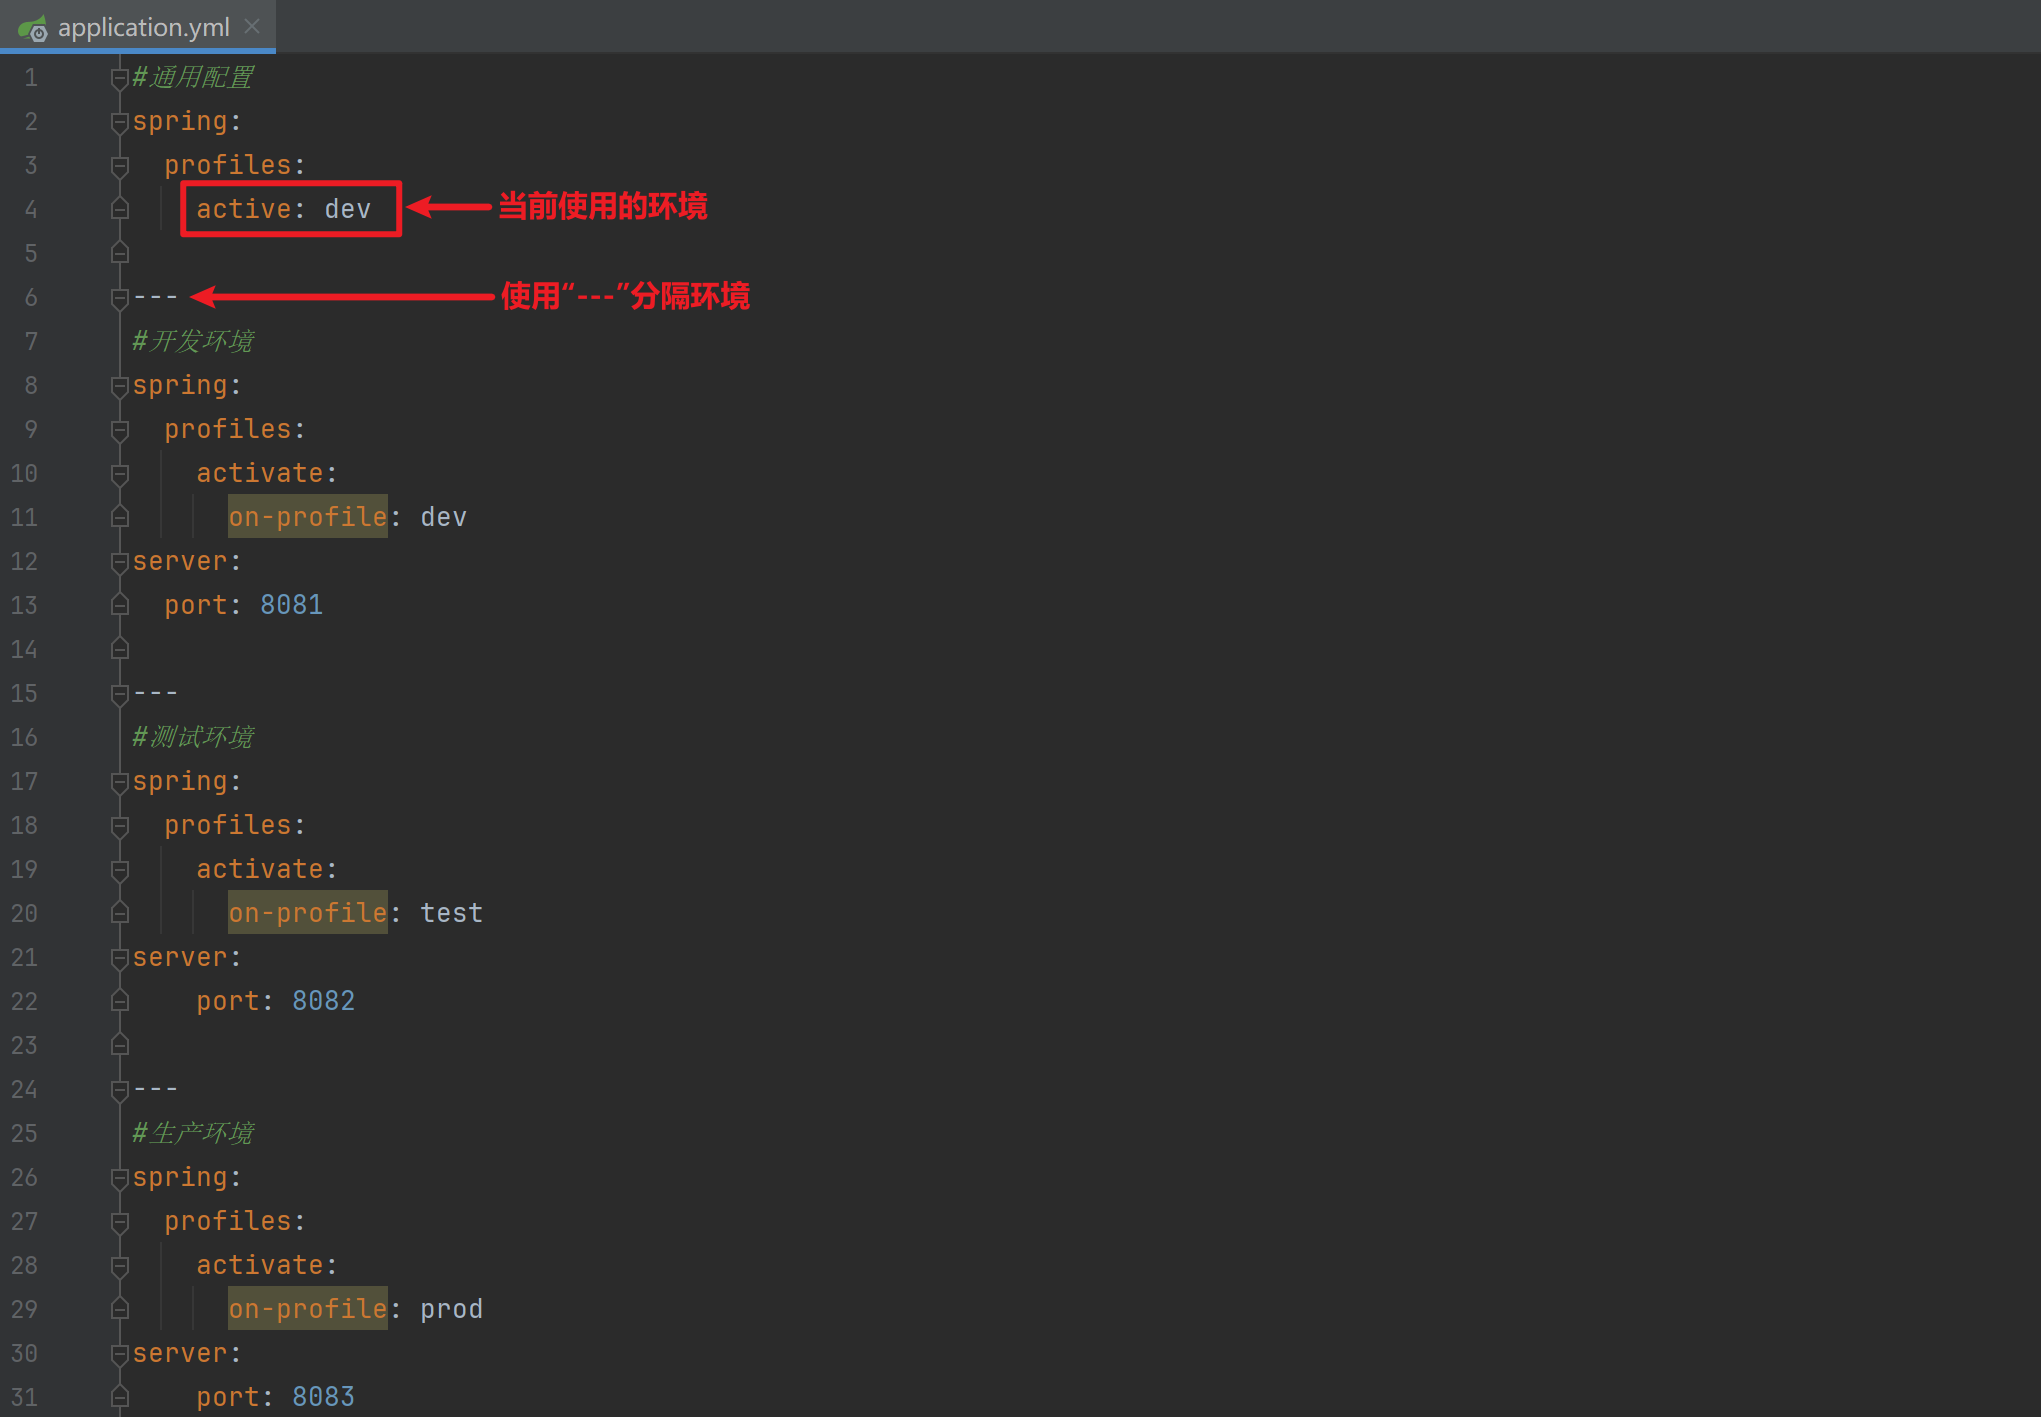 application.yml
1 #通用配置
2 spring:
3 profiles:
4 active: dev 当前使用的环境
5
6 --- 使用“---”分隔环境
7 #开发环境
8 spring:
9 profiles:
10 activate:
11 on-profile: dev
12 server:
13 port: 8081
14
15 ---
16 #测试环境
17 spring:
18 profiles:
19 activate:
20 on-profile: test
21 server:
22 port: 8082
23
24 ---
25 #生产环境
26 spring:
27 profiles:
28 activate:
29 on-profile: prod
30 server:
31 port: 8083